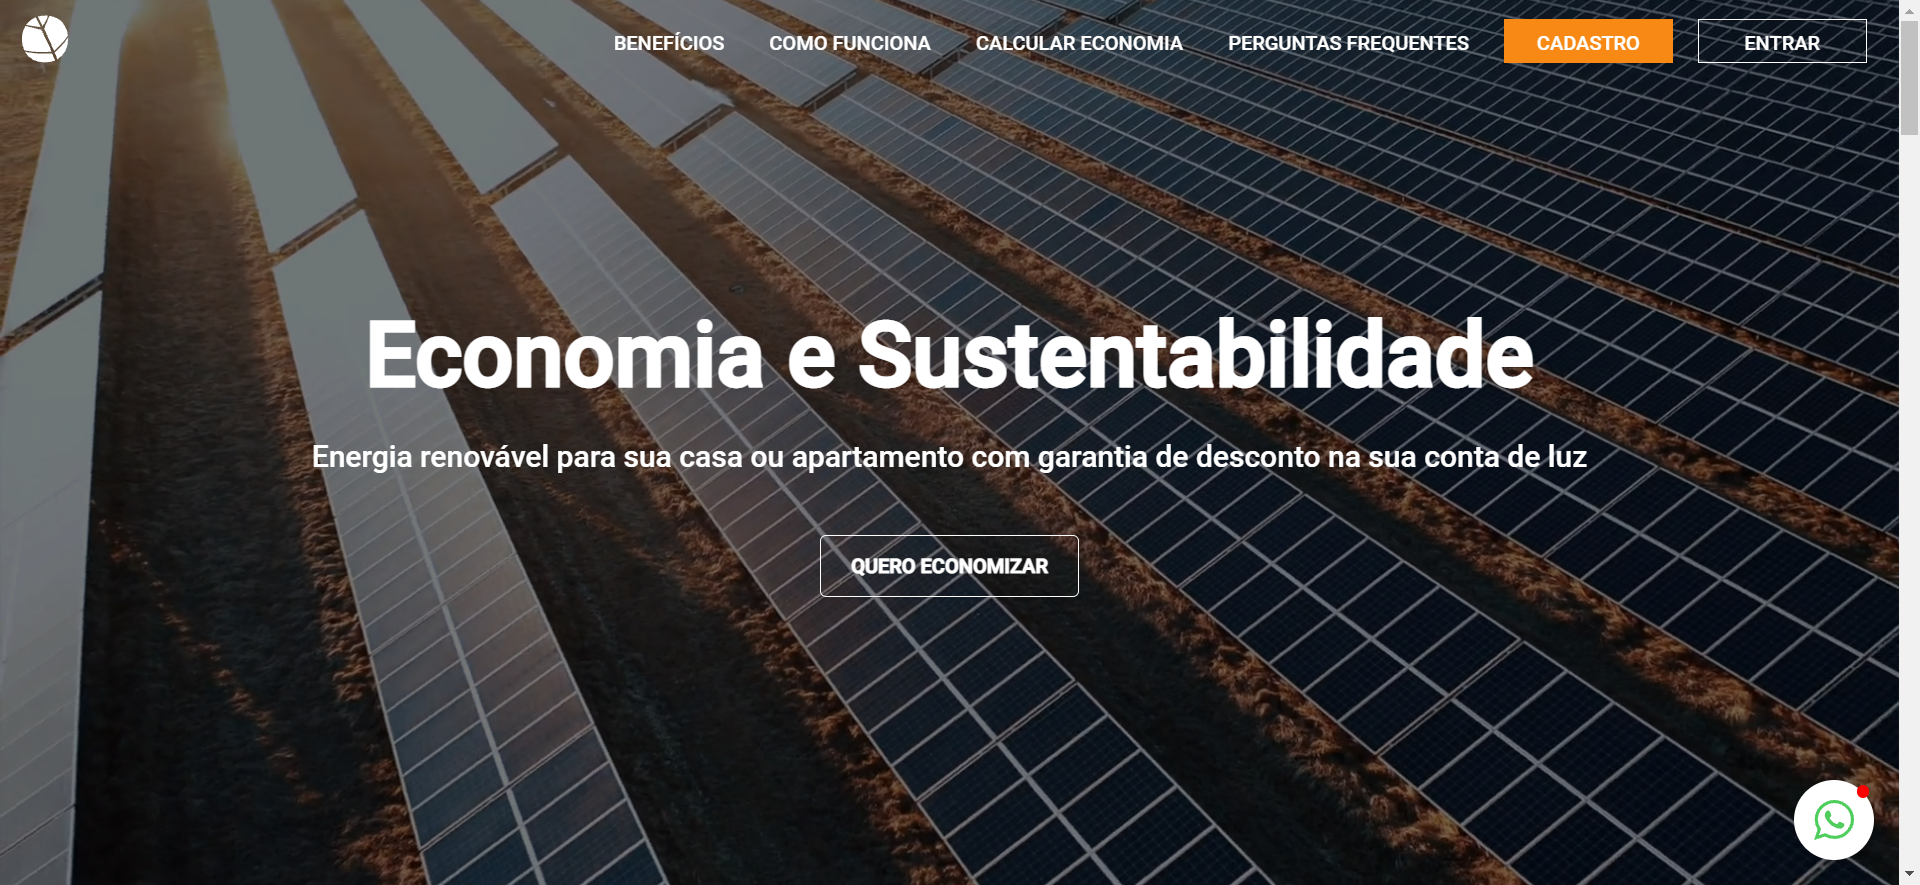 BENEFÍCIOS
COMO FUNCIONA
CALCULAR ECONOMIA
PERGUNTAS FREQUENTES
CADASTRO
ENTRAR
Economia e Sustentabilidade
Energia renovável para sua casa ou apartamento com garantia de desconto na sua conta de luz
QUERO ECONOMIZAR